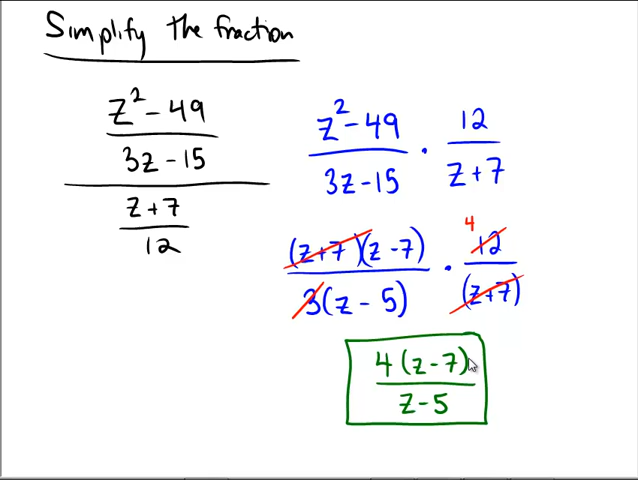 Simplify the fraction
z² - 49
3z - 15
z + 7
12
z² - 49 · 12
3z - 15 z + 7
(z+7)(z - 7) · 4 12
3(z - 5) (z+7)
4(z - 7)
z - 5